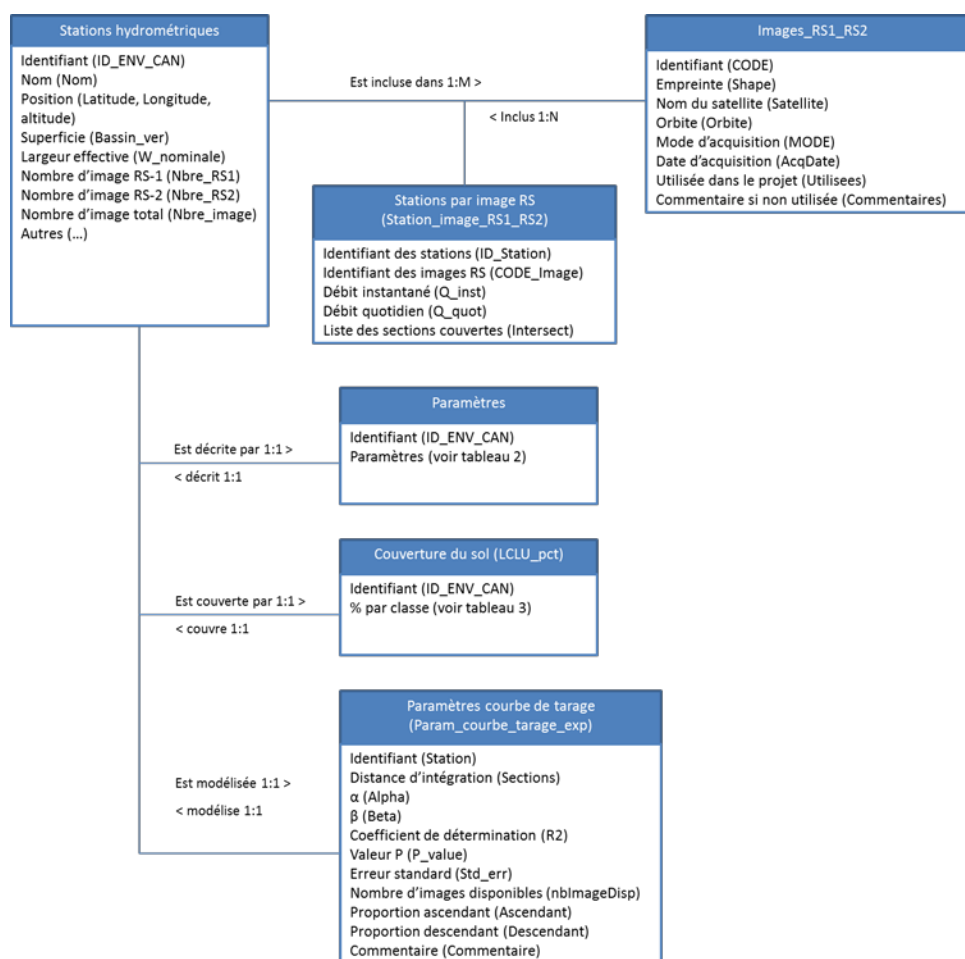 Stations hydrométriques
Identifiant (ID_ENV_CAN)
Nom (Nom)
Position (Latitude, Longitude,
altitude)
Superficie (Bassin_ver)
Largeur effective (W_nominale)
Nombre d'image RS-1 (Nbre_RS1)
Nombre d'image RS-2 (Nbre_RS2)
Nombre d'image total (Nbre_image)
Autres (...)
Est incluse dans 1:M >
< Inclus 1:N
Images_RS1_RS2
Identifiant (CODE)
Empreinte (Shape)
Nom du satellite (Satellite)
Orbite (Orbite)
Mode d'acquisition (MODE)
Date d'acquisition (AcqDate)
Utilisée dans le projet (Utilisees)
Commentaire si non utilisée (Commentaires)
Stations par image RS
(Station_image_RS1_RS2)
Identifiant des stations (ID_Station)
Identifiant des images RS (CODE_Image)
Débit instantané (Q_inst)
Débit quotidien (Q_quot)
Liste des sections couvertes (Intersect)
Est décrite par 1:1 >
< décrit 1:1
Paramètres
Identifiant (ID_ENV_CAN)
Paramètres (voir tableau 2)
Est couverte par 1:1 >
< couvre 1:1
Couverture du sol (LCLU_pct)
Identifiant (ID_ENV_CAN)
% par classe (voir tableau 3)
Est modélisée 1:1 >
< modélise 1:1
Paramètres courbe de tarage
(Param_courbe_tarage_exp)
Identifiant (Station)
Distance d'intégration (Sections)
α (Alpha)
β (Beta)
Coefficient de détermination (R2)
Valeur P (P_value)
Erreur standard (Std_err)
Nombre d'images disponibles (nbImageDisp)
Proportion ascendant (Ascendant)
Proportion descendant (Descendant)
Commentaire (Commentaire)